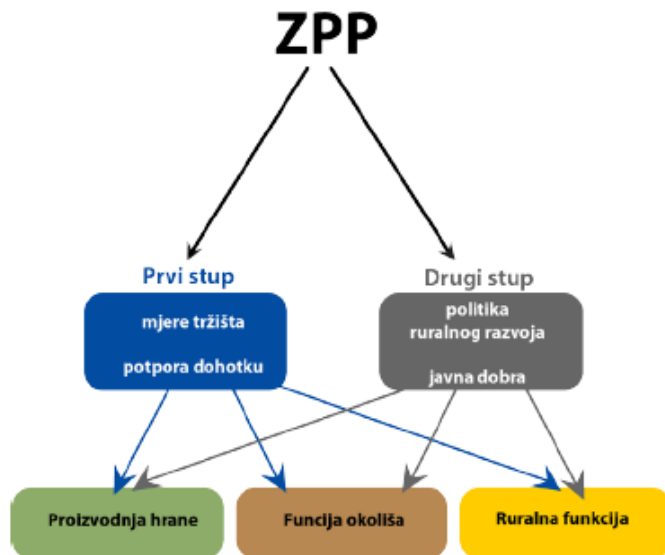 ZPP
Prvi stup
mjere tržišta
potpora dohotku
Drugi stup
politika
ruralnog razvoja
javna dobra
Proizvodnja hrane
Funcija okoliša
Ruralna funkcija